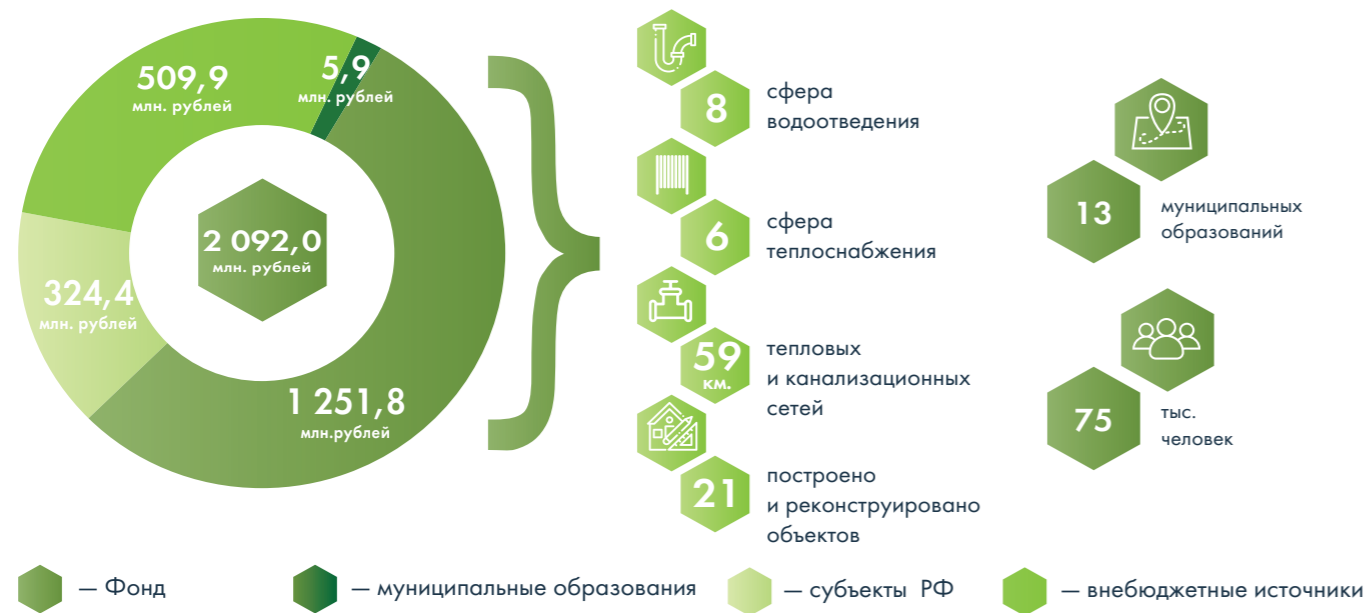 509,9
млн. рублей
5,9
млн. рублей
2 092,0
млн. рублей
324,4
млн. рублей
1 251,8
млн.рублей
8
сфера
водоотведения
6
сфера
теплоснабжения
59
км.
тепловых
и канализационных
сетей
21
построено
и реконструировано
объектов
13
муниципальных
образований
75
тыс.
человек
— Фонд
— муниципальные образования
— субъекты РФ
— внебюджетные источники